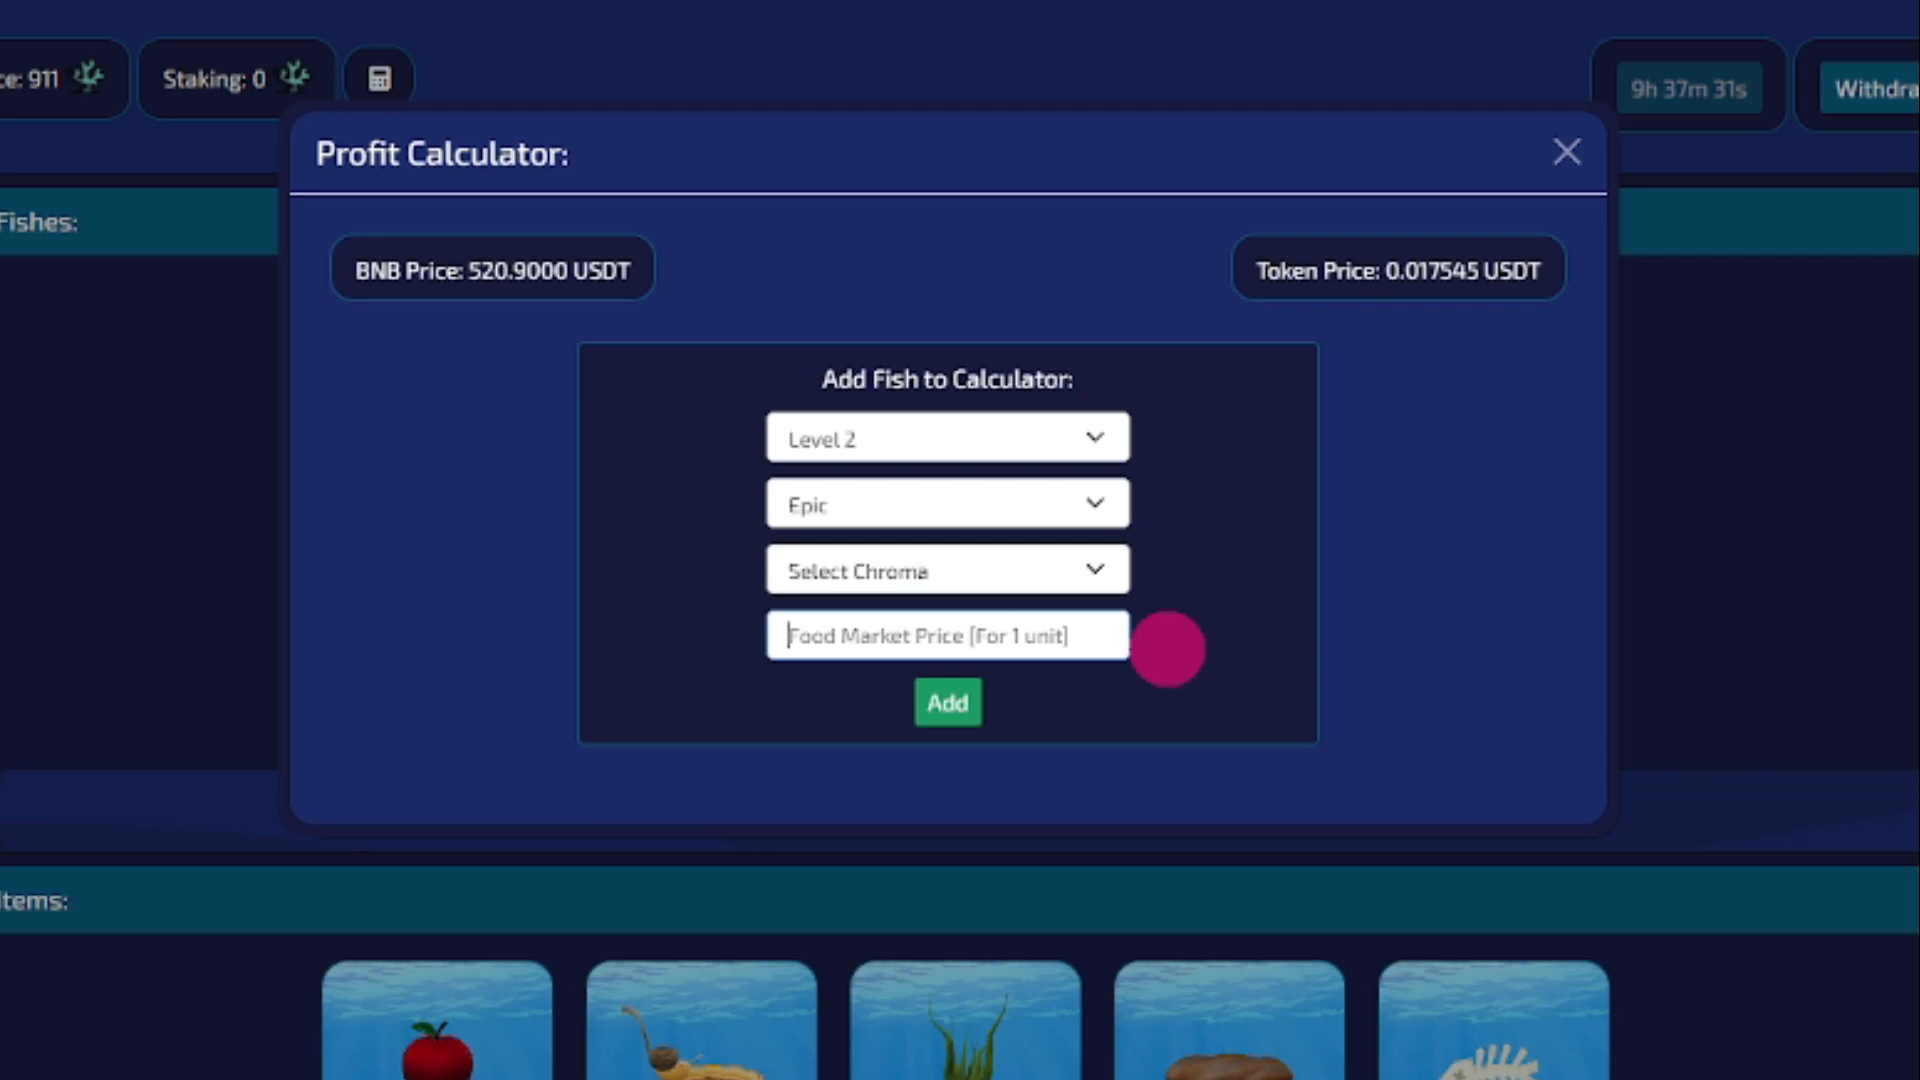 ce: 911
Staking: 0
9h 37m 31s
Withdra
Profit Calculator:
Fishes:
BNB Price: 520.9000 USDT
Token Price: 0.017545 USDT
Add Fish to Calculator:
Level 2
Epic
Select Chroma
Food Market Price [For 1 unit]
Add
Items: